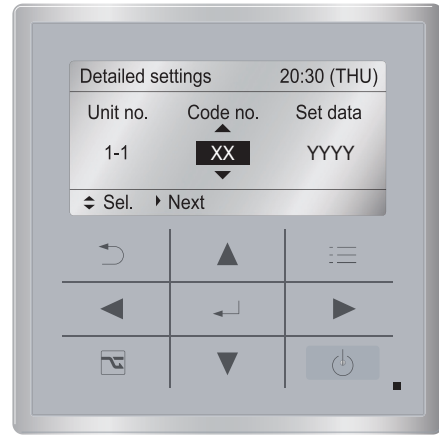 Detailed settings 20:30 (THU)
Unit no. Code no. Set data
1-1 XX YYYY
Sel. Next